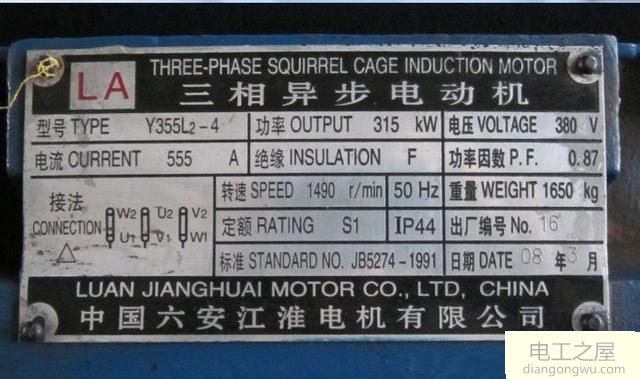 LA
THREE-PHASE SQUIRREL CAGE INDUCTION MOTOR
三相异步电动机
型号 TYPE Y355L2-4 功率 OUTPUT 315 kW 电压 VOLTAGE 380 V
电流 CURRENT 555 A 绝缘 INSULATION F 功率因数 P.F. 0.87
接法
CONNECTION
△
W2 U2 V2
U1 V1 W1
转速 SPEED 1490 r/min 50 Hz 重量 WEIGHT 1650 kg
定额 RATING S1 IP44 出厂编号 No. 16
标准 STANDARD NO. JB5274-1991 日期 DATE 08 年 3 月
LUAN JIANGHUAI MOTOR CO., LTD, CHINA
中国六安江淮电机有限公司
电工之屋
diangongwu.com